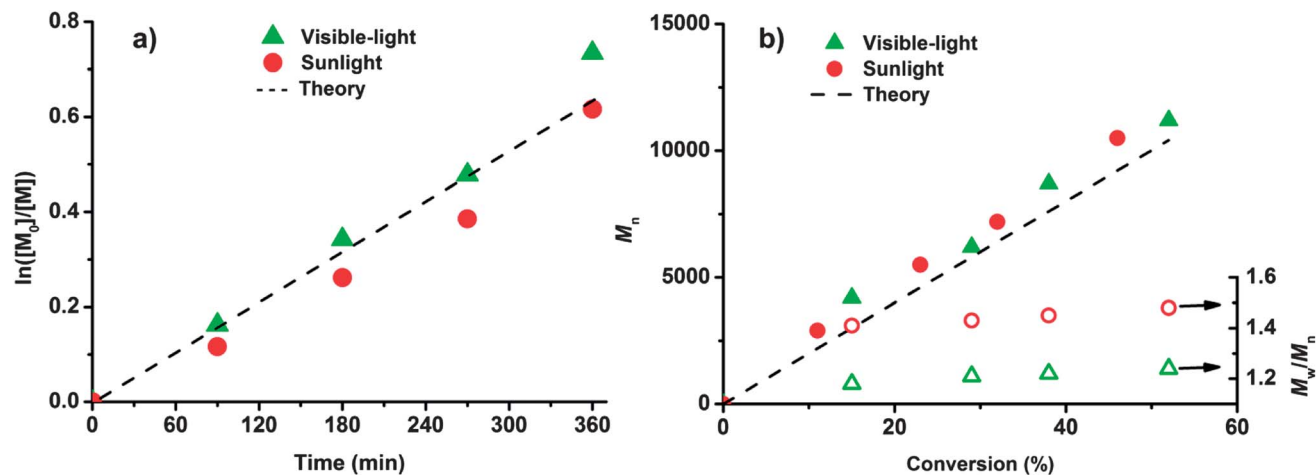 a)
Visible-light
Sunlight
Theory
ln([M₀]/[M])
0.8
0.6
0.4
0.2
0.0
0 60 120 180 240 300 360
Time (min)
b)
Visible-light
Sunlight
Theory
Mn
15000
10000
5000
0
0 20 40 60
Conversion (%)
1.6
1.4
1.2
Mw/Mn